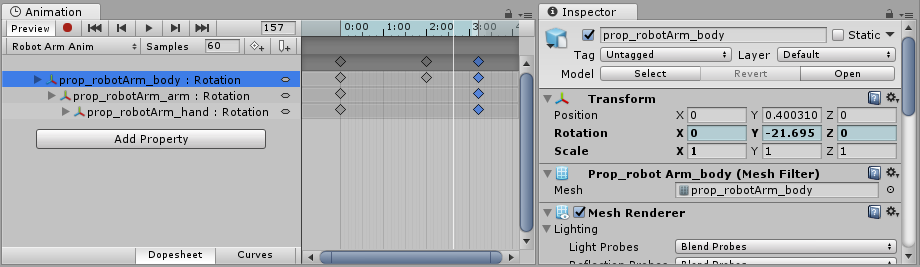 Animation
Preview 157 0:00 1:00 2:00 3:00 4
Robot Arm Anim Samples 60
prop_robotArm_body : Rotation
prop_robotArm_arm : Rotation
prop_robotArm_hand : Rotation
Add Property
Dopesheet Curves
Inspector
prop_robotArm_body Static
Tag Untagged Layer Default
Model Select Revert Open
Transform
Position X 0 Y 0.400310 Z 0
Rotation X 0 Y -21.695 Z 0
Scale X 1 Y 1 Z 1
Prop_robot Arm_body (Mesh Filter)
Mesh prop_robotArm_body
Mesh Renderer
Lighting
Light Probes Blend Probes
Reflection Probes Blend Probes